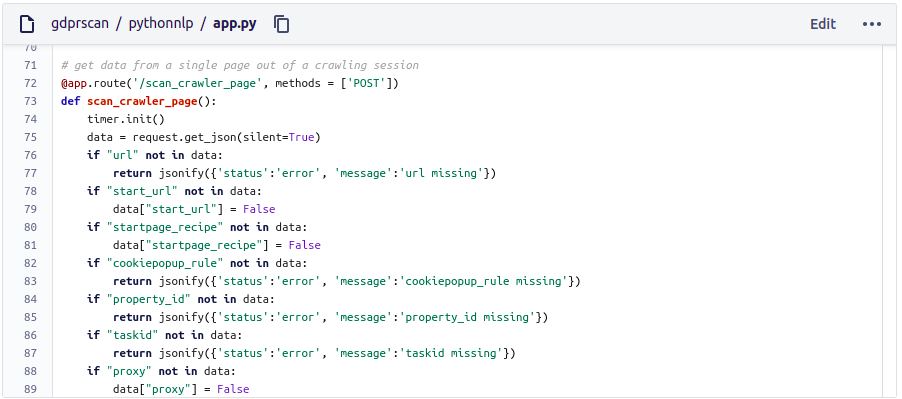 gdprscan / pythonnlp / app.py Edit
70
71 # get data from a single page out of a crawling session
72 @app.route('/scan_crawler_page', methods = ['POST'])
73 def scan_crawler_page():
74     timer.init()
75     data = request.get_json(silent=True)
76     if "url" not in data:
77         return jsonify({'status':'error', 'message':'url missing'})
78     if "start_url" not in data:
79         data["start_url"] = False
80     if "startpage_recipe" not in data:
81         data["startpage_recipe"] = False
82     if "cookiepopup_rule" not in data:
83         return jsonify({'status':'error', 'message':'cookiepopup_rule missing'})
84     if "property_id" not in data:
85         return jsonify({'status':'error', 'message':'property_id missing'})
86     if "taskid" not in data:
87         return jsonify({'status':'error', 'message':'taskid missing'})
88     if "proxy" not in data:
89         data["proxy"] = False